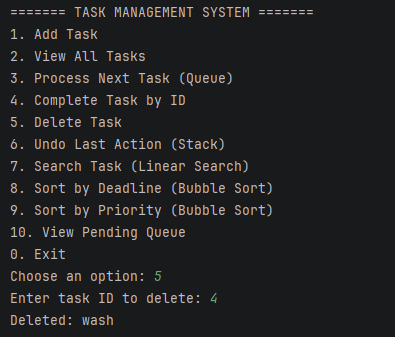 ======= TASK MANAGEMENT SYSTEM =======
1. Add Task
2. View All Tasks
3. Process Next Task (Queue)
4. Complete Task by ID
5. Delete Task
6. Undo Last Action (Stack)
7. Search Task (Linear Search)
8. Sort by Deadline (Bubble Sort)
9. Sort by Priority (Bubble Sort)
10. View Pending Queue
0. Exit
Choose an option: 5
Enter task ID to delete: 4
Deleted: wash